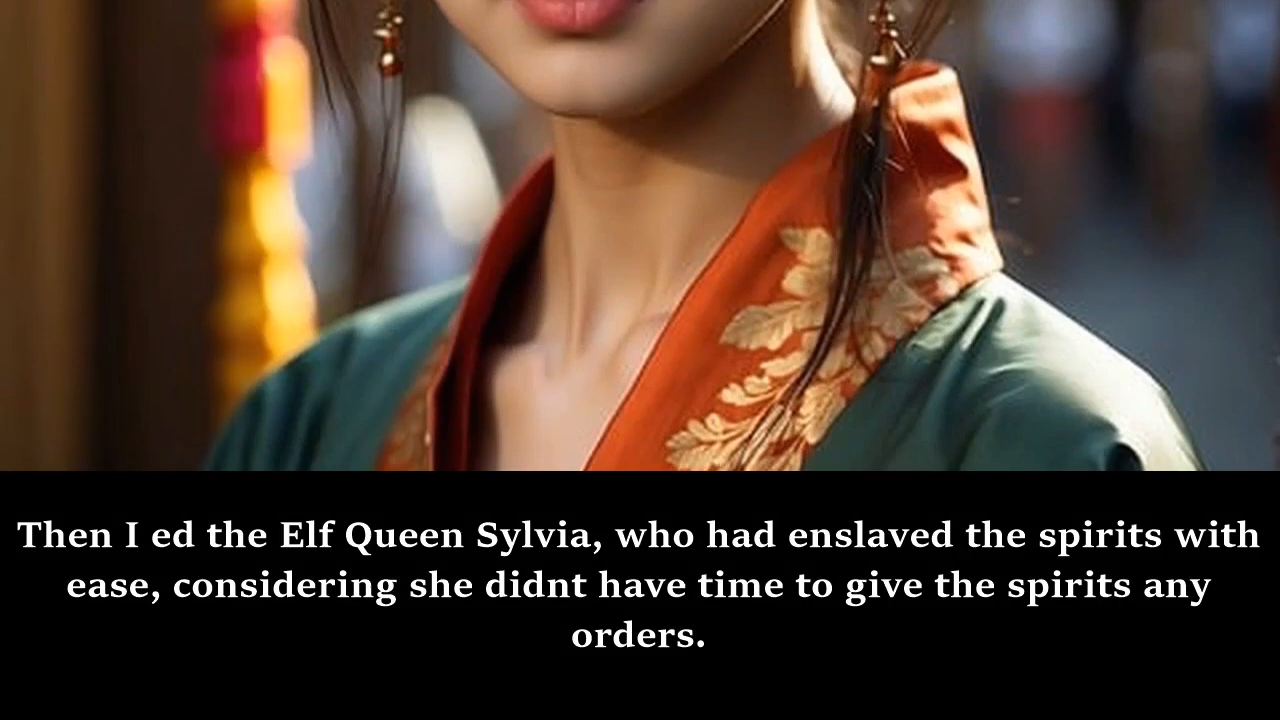 Then I ed the Elf Queen Sylvia, who had enslaved the spirits with
ease, considering she didnt have time to give the spirits any
orders.